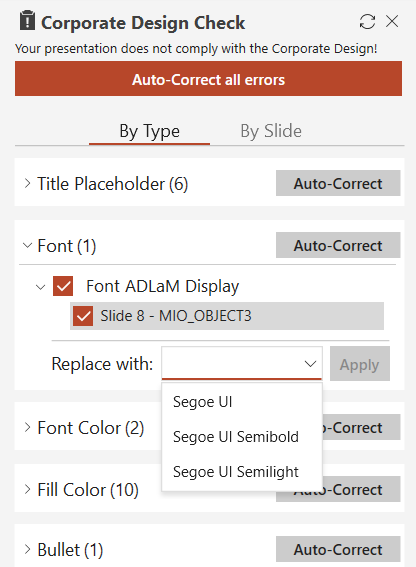 Corporate Design Check
Your presentation does not comply with the Corporate Design!
Auto-Correct all errors
By Type By Slide
Title Placeholder (6) Auto-Correct
Font (1) Auto-Correct
Font ADLaM Display
Slide 8 - MIO_OBJECT3
Replace with: Apply
Segoe UI
Segoe UI Semibold
Segoe UI Semilight
Font Color (2) -Correct
Fill Color (10) -Correct
Bullet (1) Auto-Correct